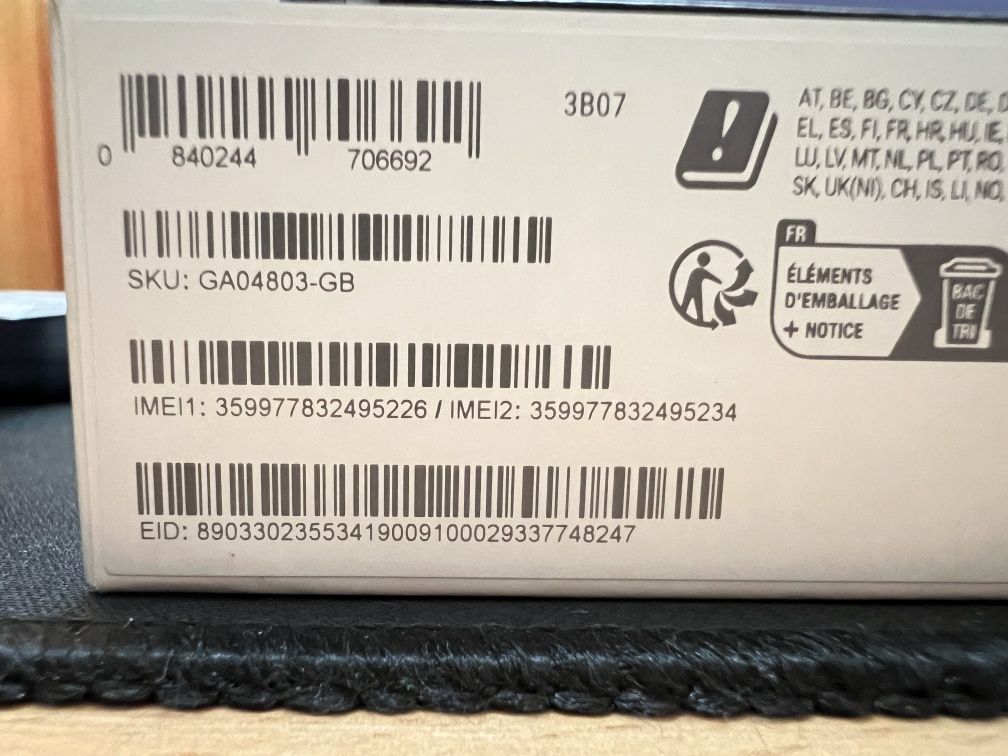 0 840244 706692
3B07
SKU: GA04803-GB
IMEI1: 359977832495226 / IMEI2: 359977832495234
EID: 89033023553419009100029337748247
AT, BE, BG, CY, CZ, DE,
EL, ES, FI, FR, HR, HU, IE,
LU, LV, MT, NL, PL, PT, RO,
SK, UK(NI), CH, IS, LI, NO,
FR
ÉLÉMENTS
D'EMBALLAGE
+ NOTICE
BAC
DE
TRI